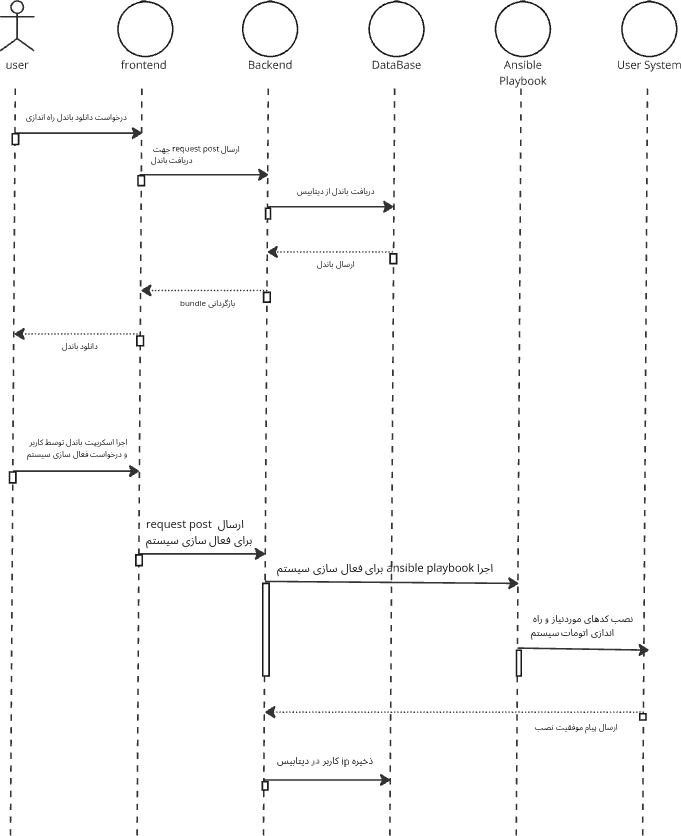 user
frontend
Backend
DataBase
Ansible
Playbook
User System
درخواست دانلود باندل راه اندازی
ارسال request post جهت
دریافت باندل
دریافت باندل از دیتابیس
ارسال باندل
بازگردانی bundle
دانلود باندل
اجرا اسکریپت باندل توسط کاربر
و درخواست فعال سازی سیستم
ارسال request post
برای فعال سازی سیستم
اجرا ansible playbook برای فعال سازی سیستم
نصب کدهای موردنیاز و راه
اندازی اتومات سیستم
ارسال پیام موفقیت نصب
ذخیره ip کاربر در دیتابیس